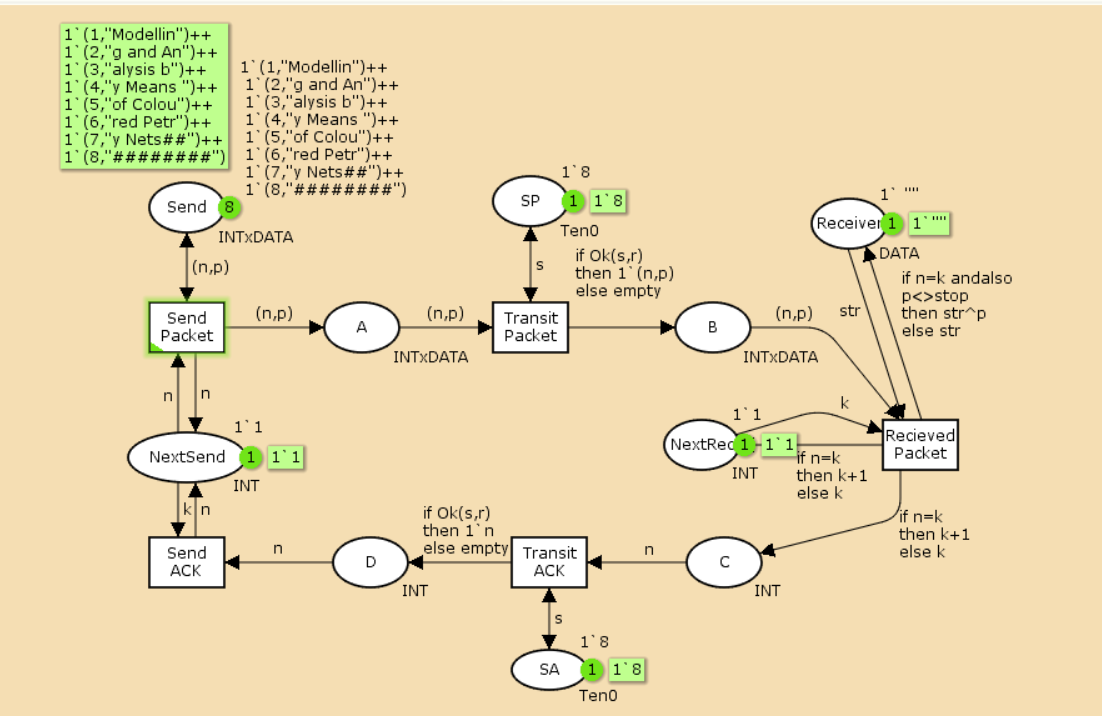 1`(1,"Modellin")++
1`(2,"g and An")++
1`(3,"alysis b")++
1`(4,"y Means ")++
1`(5,"of Colou")++
1`(6,"red Petr")++
1`(7,"y Nets##")++
1`(8,"########")
1`(1,"Modellin")++
1`(2,"g and An")++
1`(3,"alysis b")++
1`(4,"y Means ")++
1`(5,"of Colou")++
1`(6,"red Petr")++
1`(7,"y Nets##")++
1`(8,"########")
Send
8
INTxDATA
(n,p)
1`8
SP
1
1`8
Ten0
s
if Ok(s,r)
then 1`(n,p)
else empty
1` ""
Receiver
1
1`""
DATA
if n=k andalso
p<>stop
then str^p
else str
str
Send
Packet
(n,p)
A
INTxDATA
(n,p)
Transit
Packet
B
INTxDATA
(n,p)
n
n
1`1
NextSend
1
1`1
INT
1`1
NextRec
1
1`1
INT
k
if n=k
then k+1
else k
Recieved
Packet
if n=k
then k+1
else k
k
n
Send
ACK
n
D
INT
if Ok(s,r)
then 1`n
else empty
Transit
ACK
n
C
INT
s
1`8
SA
1
1`8
Ten0